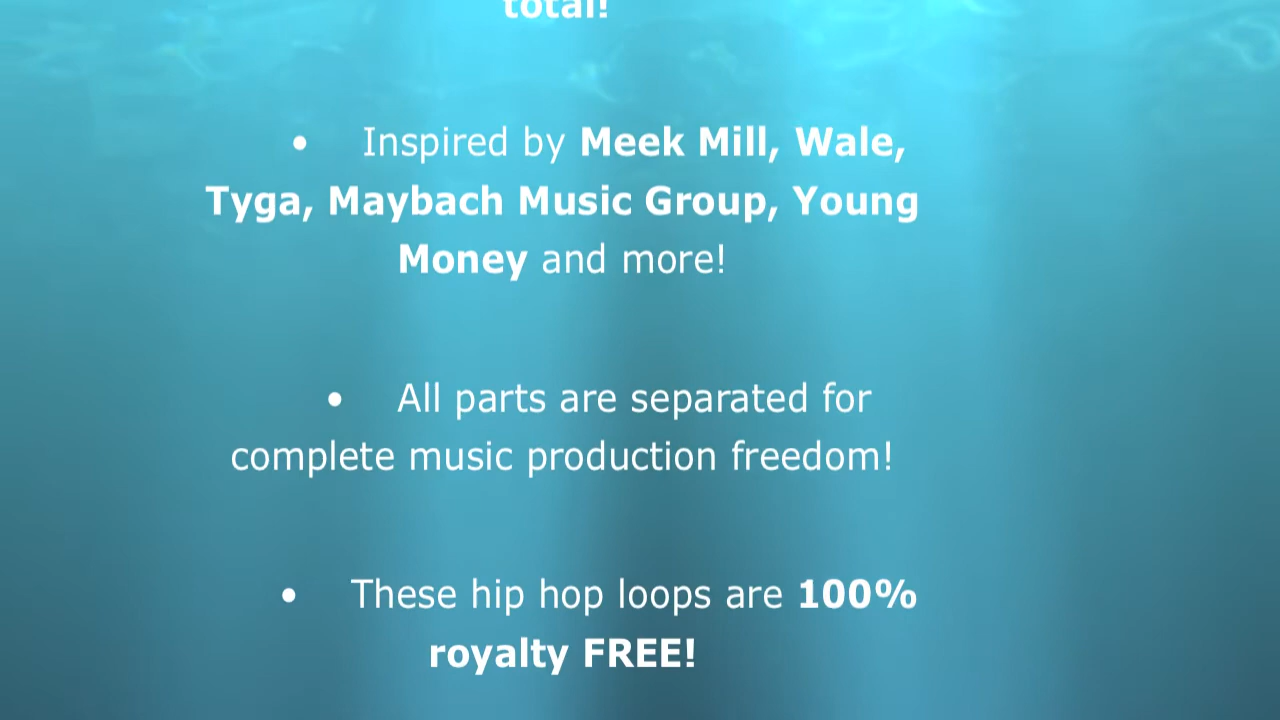 total!
• Inspired by Meek Mill, Wale,
Tyga, Maybach Music Group, Young
Money and more!
• All parts are separated for
complete music production freedom!
• These hip hop loops are 100%
royalty FREE!